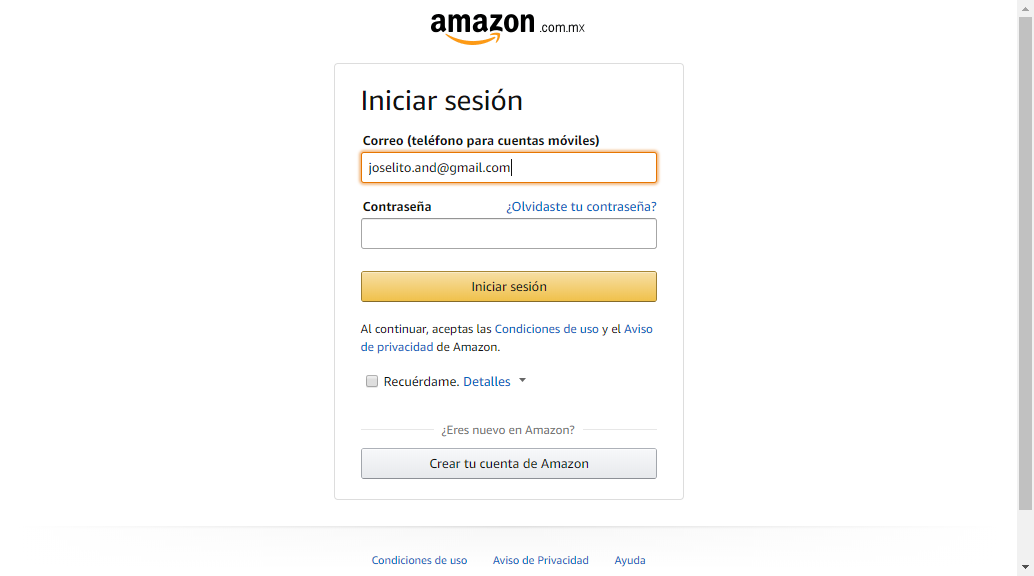 amazon.com.mx
Iniciar sesión
Correo (teléfono para cuentas móviles)
joselito.and@gmail.com
Contraseña ¿Olvidaste tu contraseña?
Iniciar sesión
Al continuar, aceptas las Condiciones de uso y el Aviso
de privacidad de Amazon.
Recuérdame. Detalles
¿Eres nuevo en Amazon?
Crear tu cuenta de Amazon
Condiciones de uso Aviso de Privacidad Ayuda